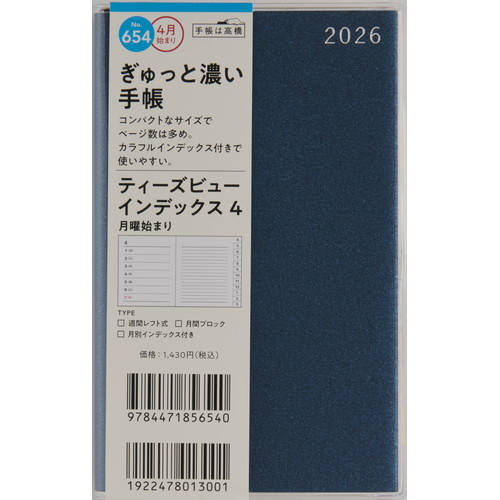 No.
654
4月
始まり
手帳は高橋
2026
ぎゅっと濃い
手帳
コンパクトなサイズで
ページ数は多め。
カラフルインデックス付きで
使いやすい。
ティーズビュー
インデックス 4
月曜始まり
TYPE
□ 週間レフト式 □ 月間ブロック
□ 月別インデックス付き
価格：1,430円（税込）
9784471856540
1922478013001